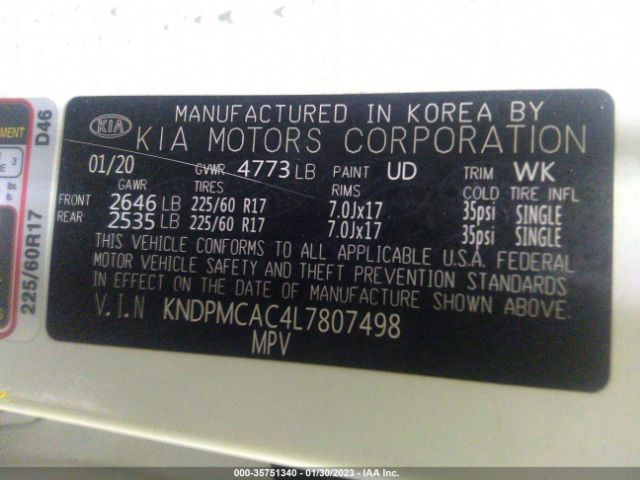 MANUFACTURED IN KOREA BY
KIA KIA MOTORS CORPORATION
01/20 GVWR 4773 LB PAINT UD TRIM WK
GAWR TIRES RIMS COLD TIRE INFL
FRONT 2646 LB 225/60 R17 7.0Jx17 35psi SINGLE
REAR 2535 LB 225/60 R17 7.0Jx17 35psi SINGLE
THIS VEHICLE CONFORMS TO ALL APPLICABLE U.S.A. FEDERAL
MOTOR VEHICLE SAFETY AND THEFT PREVENTION STANDARDS
IN EFFECT ON THE DATE OF MANUFACTURE SHOWN ABOVE.
V.I.N KNDPMCAC4L7807498
MPV
D46
225/60R17
3
000-35751340 - 01/30/2023 - IAA Inc.